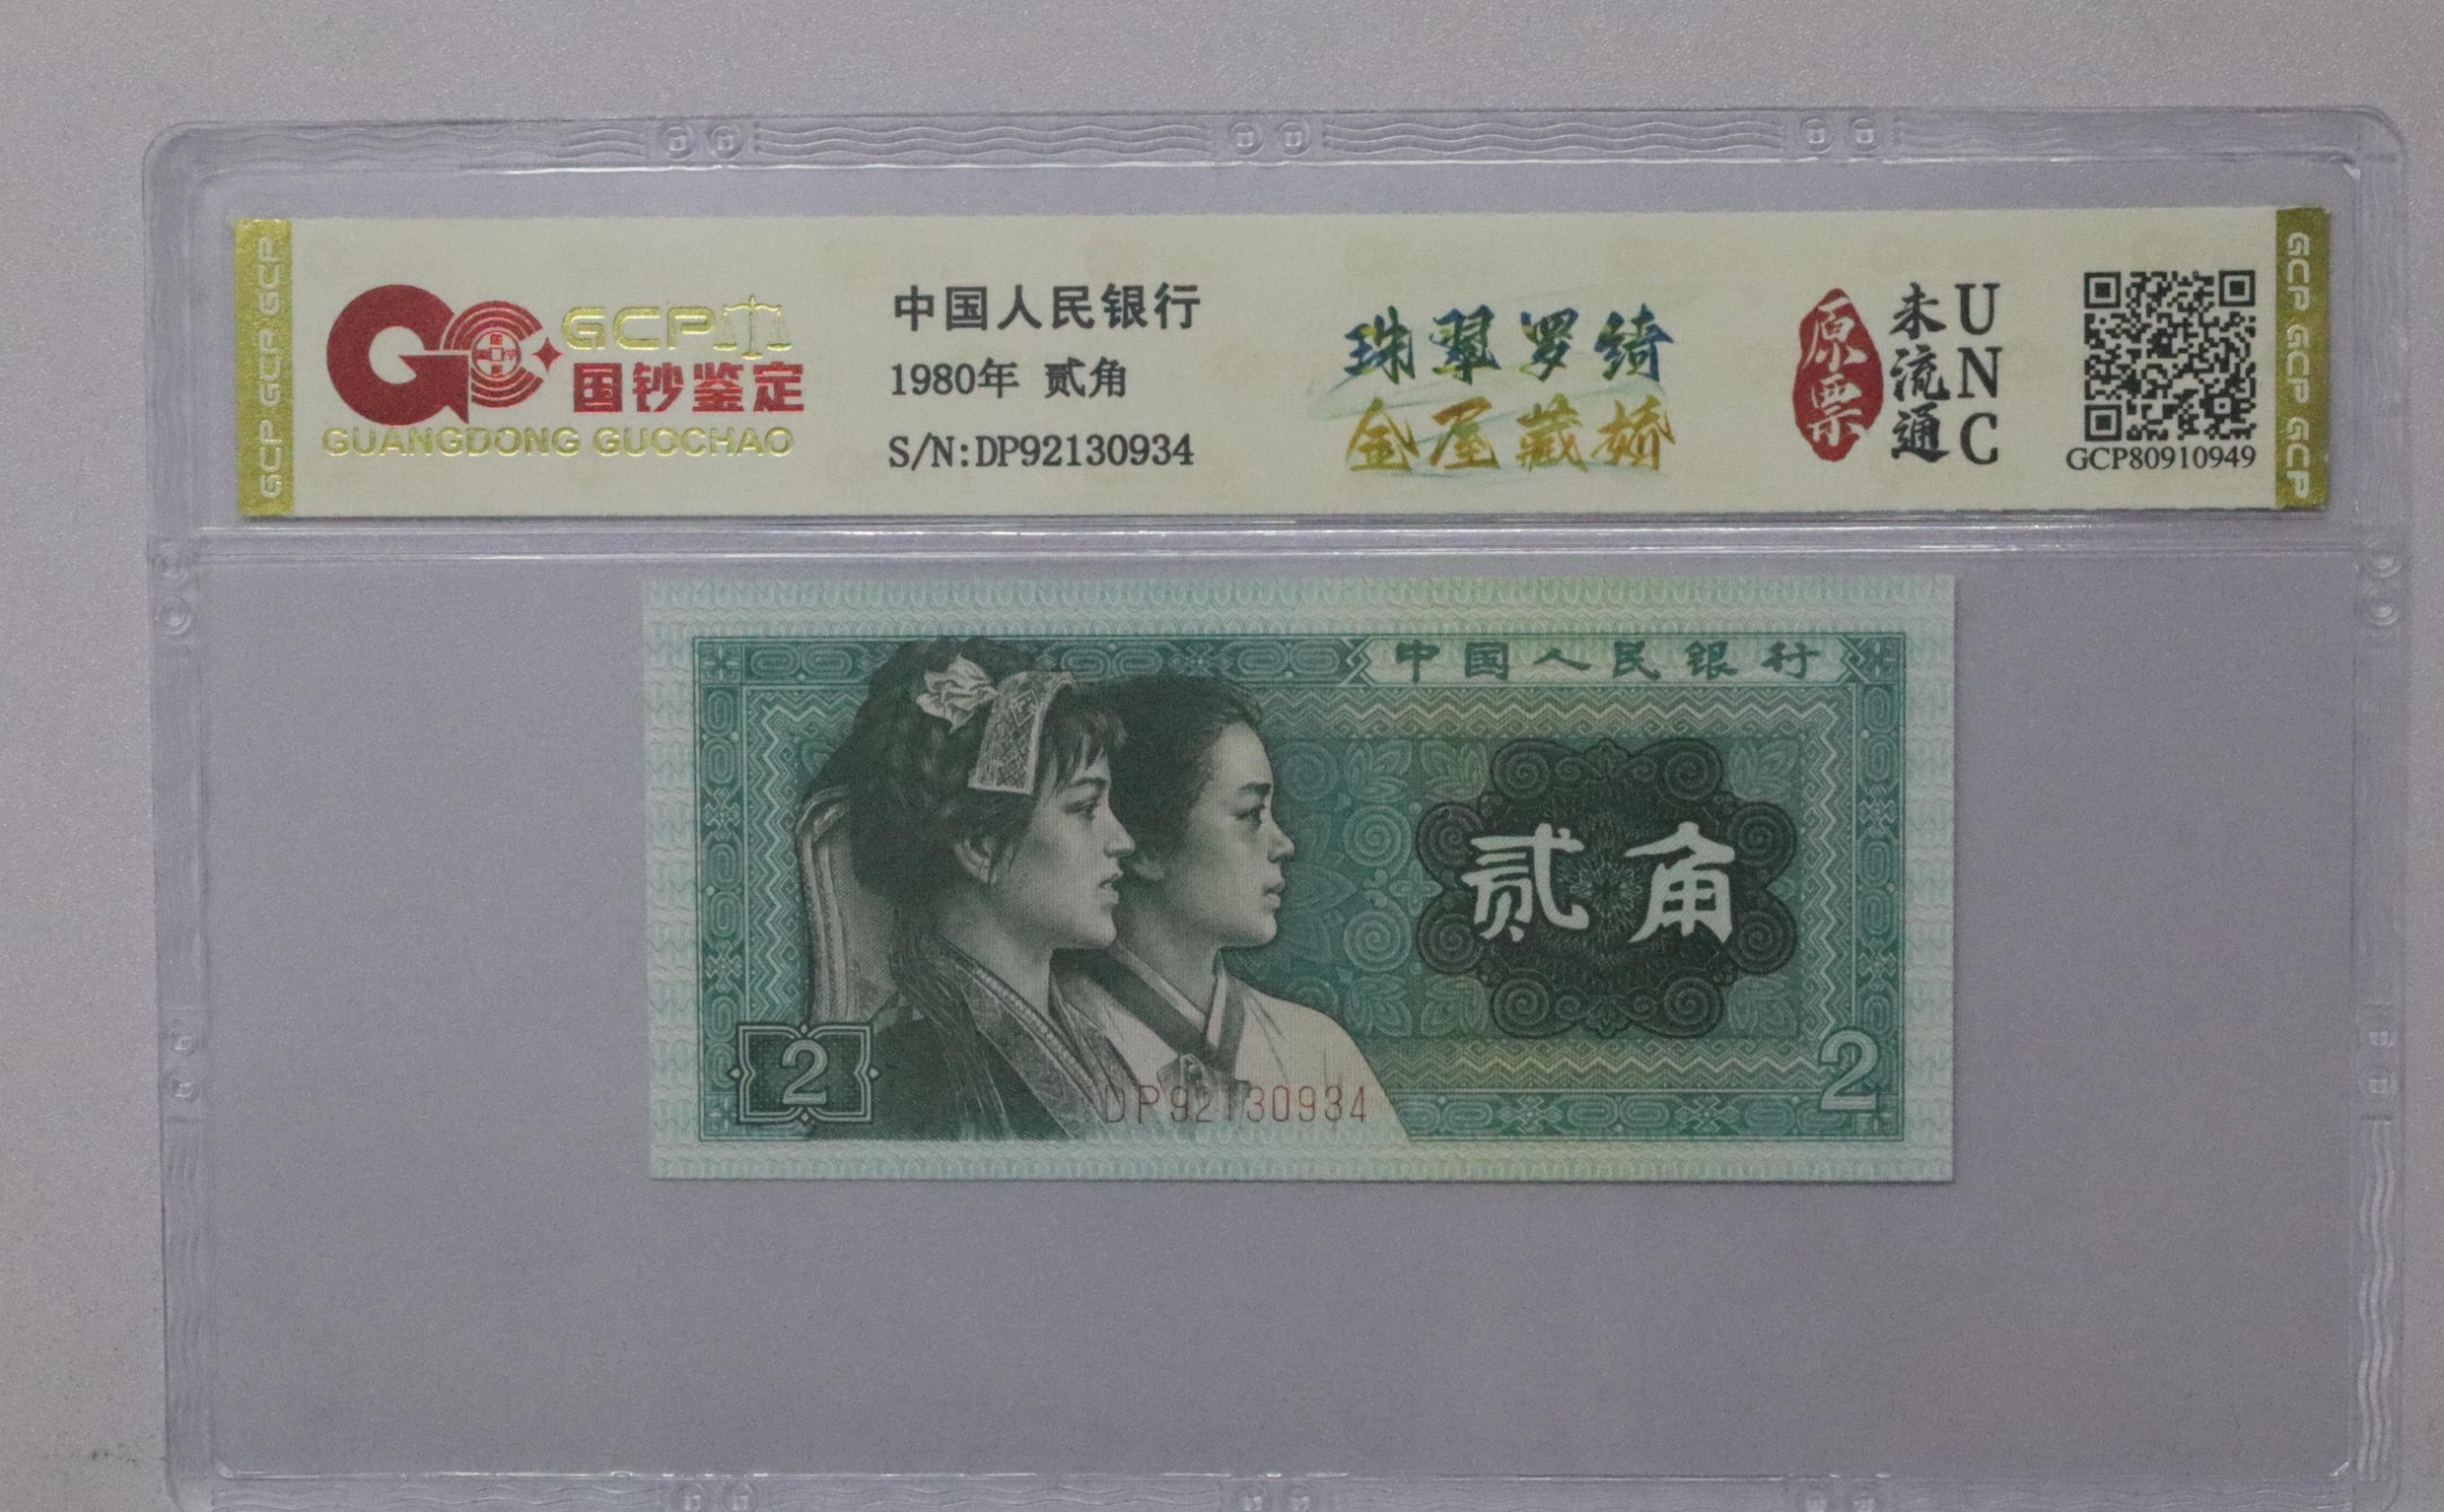 GCP GCP GCP
GCP
国钞鉴定
GUANGDONG GUOCHAO
中国人民银行
1980年 贰角
S/N:DP92130934
珠翠罗绮
金屋藏娇
原票
未流通
UNC
GCP80910949
GCP GCP GCP
中国人民银行
贰角
2
DP92130934
2